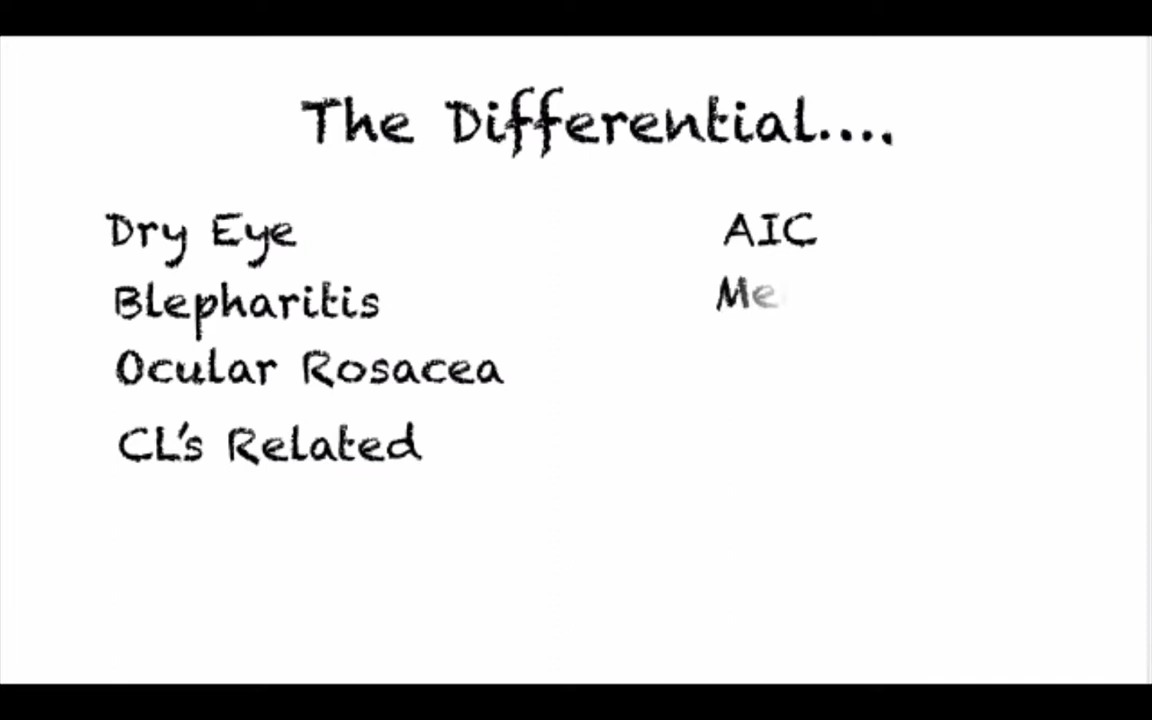 The Differential....
Dry Eye
Blepharitis
Ocular Rosacea
CL's Related
AIC
Me